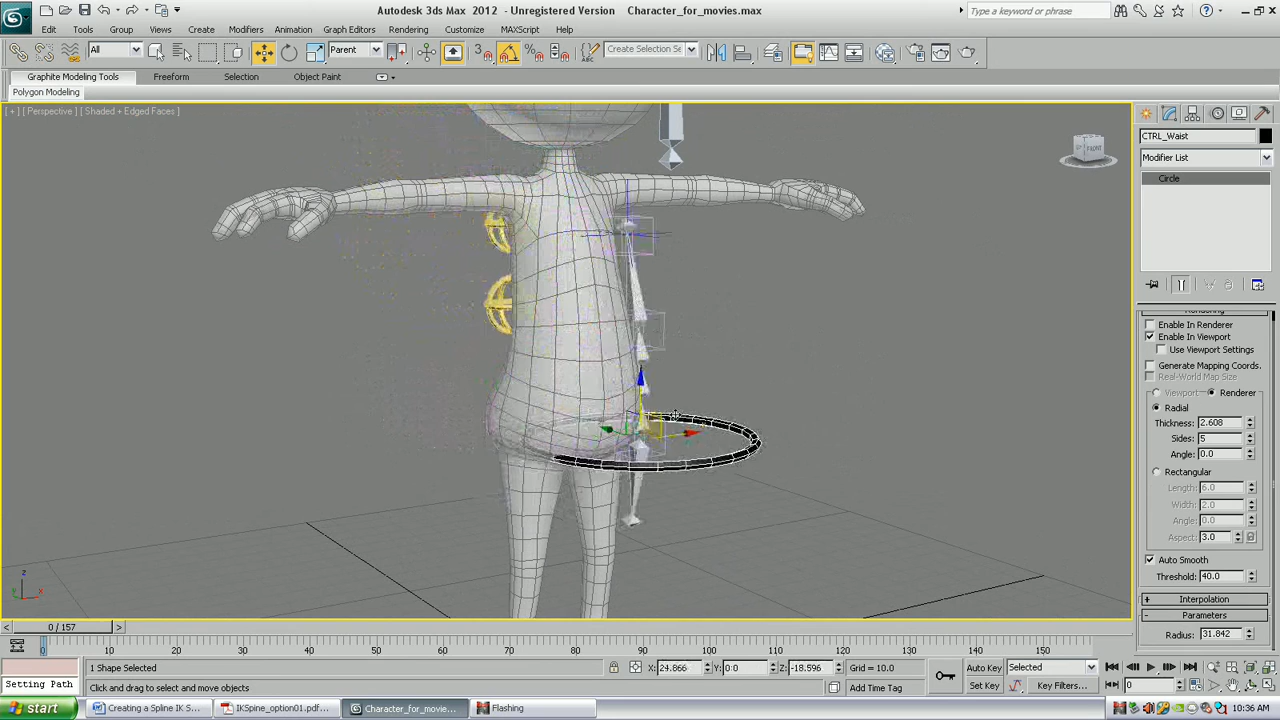 Autodesk 3ds Max 2012 - Unregistered Version Character_for_movies.max
Type a keyword or phrase
Edit Tools Group Views Create Modifiers Animation Graph Editors Rendering Customize MAXScript Help
All Parent Create Selection Se
Graphite Modeling Tools Freeform Selection Object Paint
Polygon Modeling
[ + ] [ Perspective ] [ Shaded + Edged Faces ]
FRONT
CTRL_Waist
Modifier List
Circle
Rendering
Enable In Renderer
Enable In Viewport
Use Viewport Settings
Generate Mapping Coords.
Real-World Map Size
Viewport Renderer
Radial
Thickness: 2.608
Sides: 5
Angle: 0.0
Rectangular
Length: 6.0
Width: 2.0
Angle: 0.0
Aspect: 3.0
Auto Smooth
Threshold: 40.0
+ Interpolation
- Parameters
Radius: 31.842
z
x
< 0 / 157 >
0 10 20 30 40 50 60 70 80 90 100 110 120 130 140 150
1 Shape Selected X: 24.866 Y: 0.0 Z: -18.596 Grid = 10.0 Auto Key Selected
Setting Path Click and drag to select and move objects Add Time Tag Set Key Key Filters... 0
start Creating a Spline IK S... IKSpine_option01.pdf... Character_for_movie... Flashing 10:36 AM